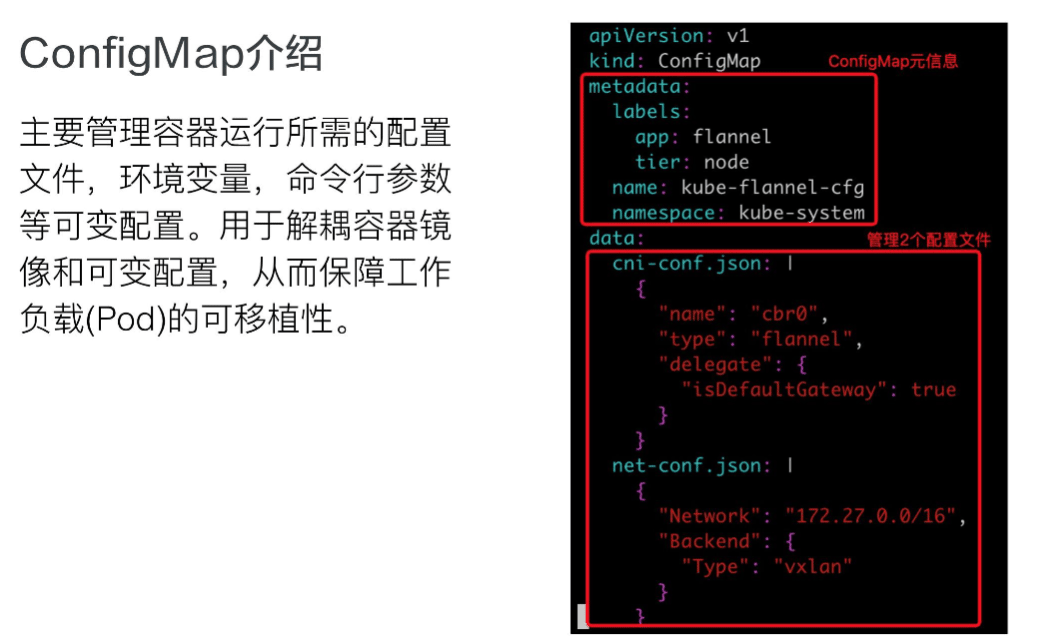 ConfigMap介绍
主要管理容器运行所需的配置
文件，环境变量，命令行参数
等可变配置。用于解耦容器镜
像和可变配置，从而保障工作
负载(Pod)的可移植性。
apiVersion: v1
kind: ConfigMap
ConfigMap元信息
metadata:
  labels:
    app: flannel
    tier: node
  name: kube-flannel-cfg
  namespace: kube-system
data:
管理2个配置文件
  cni-conf.json: |
    {
      "name": "cbr0",
      "type": "flannel",
      "delegate": {
        "isDefaultGateway": true
      }
    }
  net-conf.json: |
    {
      "Network": "172.27.0.0/16",
      "Backend": {
        "Type": "vxlan"
      }
    }